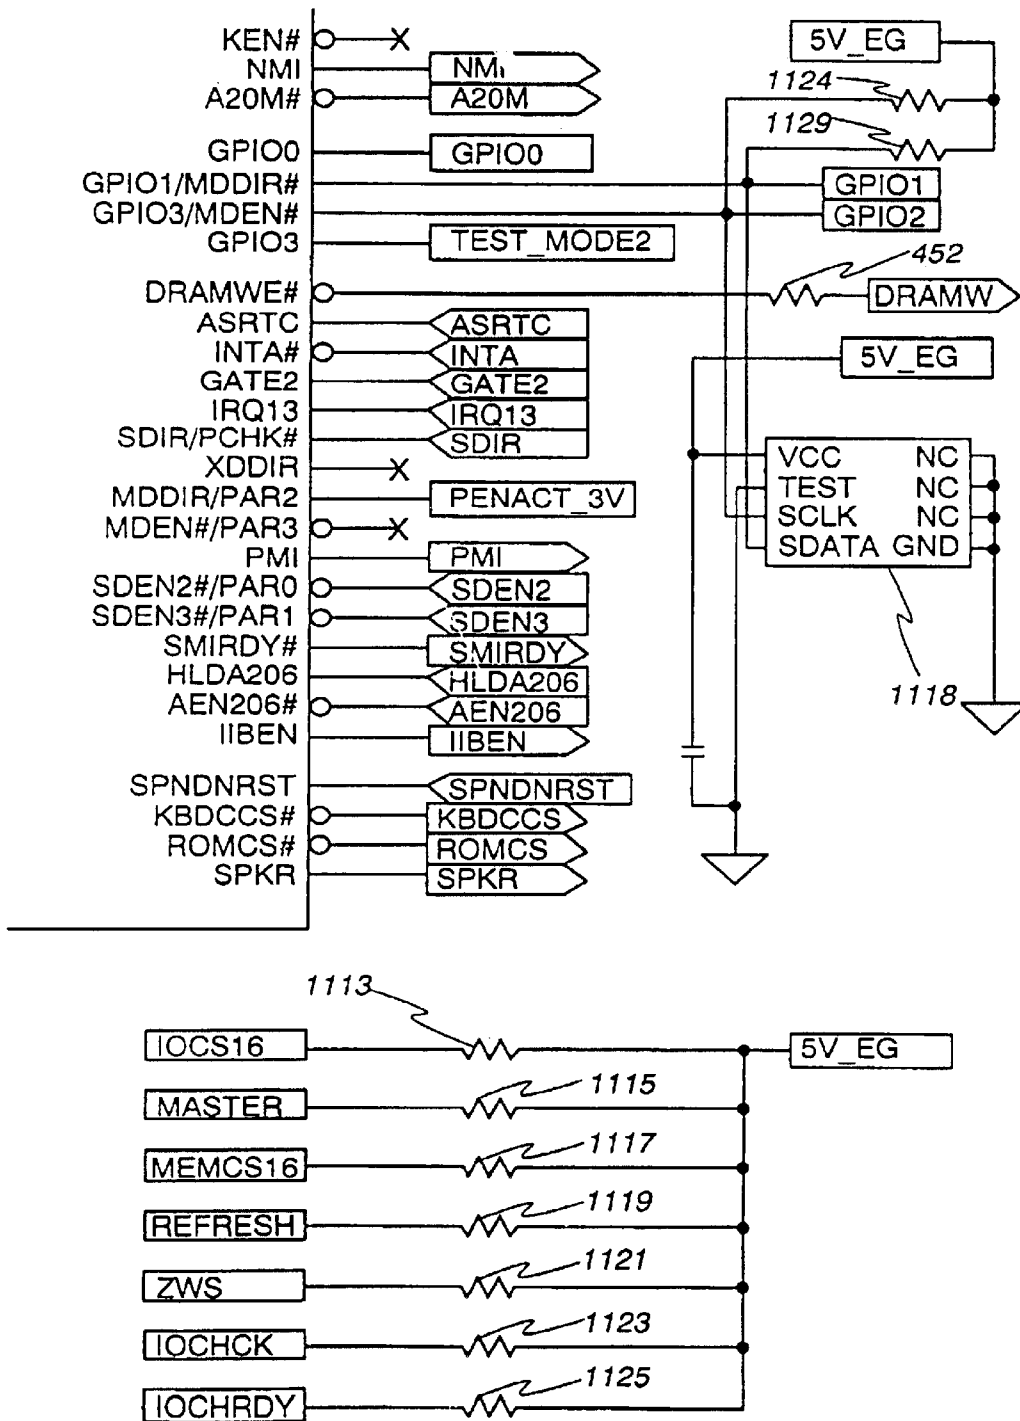 KEN#
NMI NMI
A20M# A20M
GPIO0 GPIO0
GPIO1/MDDIR# GPIO1
GPIO3/MDEN# GPIO2
GPIO3 TEST_MODE2
DRAMWE# DRAMW
ASRTC ASRTC
INTA# INTA
GATE2 GATE2
IRQ13 IRQ13
SDIR/PCHK# SDIR
XDDIR
MDDIR/PAR2 PENACT_3V
MDEN#/PAR3
PMI PMI
SDEN2#/PAR0 SDEN2
SDEN3#/PAR1 SDEN3
SMIRDY# SMIRDY
HLDA206 HLDA206
AEN206# AEN206
IIBEN IIBEN
SPNDNRST SPNDNRST
KBDCCS# KBDCCS
ROMCS# ROMCS
SPKR SPKR
5V_EG
1124
1129
452
5V_EG
VCC NC
TEST NC
SCLK NC
SDATA GND
1118
1113
IOCS16 5V_EG
1115
MASTER
1117
MEMCS16
1119
REFRESH
1121
ZWS
1123
IOCHCK
1125
IOCHRDY